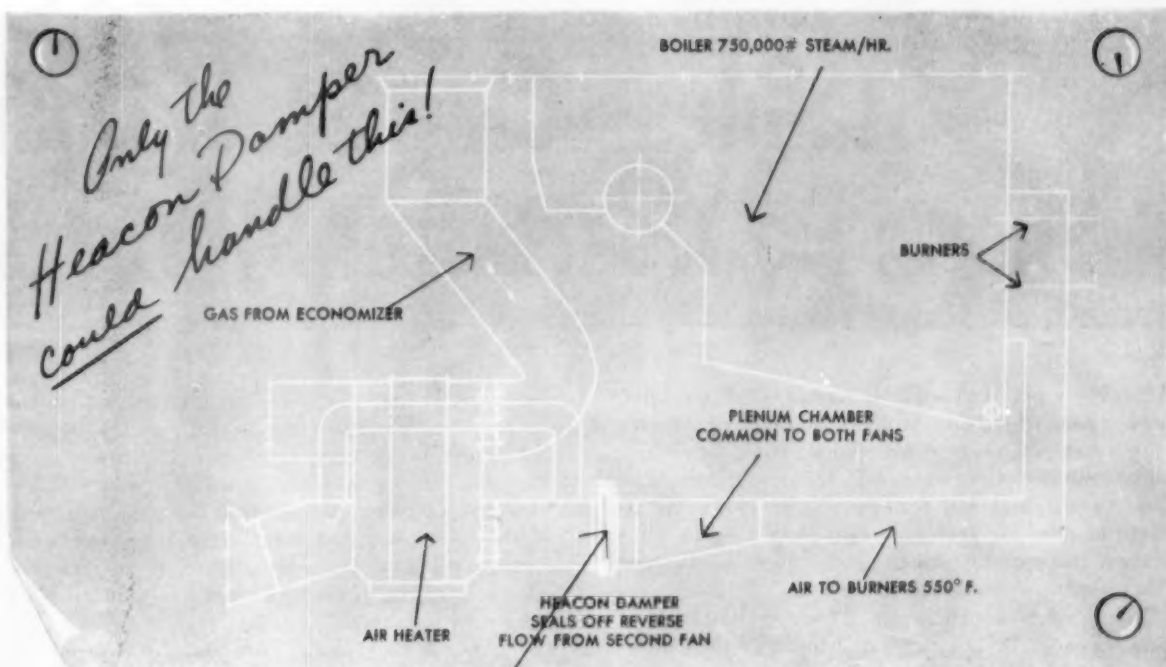 Only the
Heacon Damper
could handle this!
BOILER 750,000# STEAM/HR.
BURNERS
GAS FROM ECONOMIZER
PLENUM CHAMBER
COMMON TO BOTH FANS
AIR HEATER
HEACON DAMPER
SEALS OFF REVERSE
FLOW FROM SECOND FAN
AIR TO BURNERS 550° F.